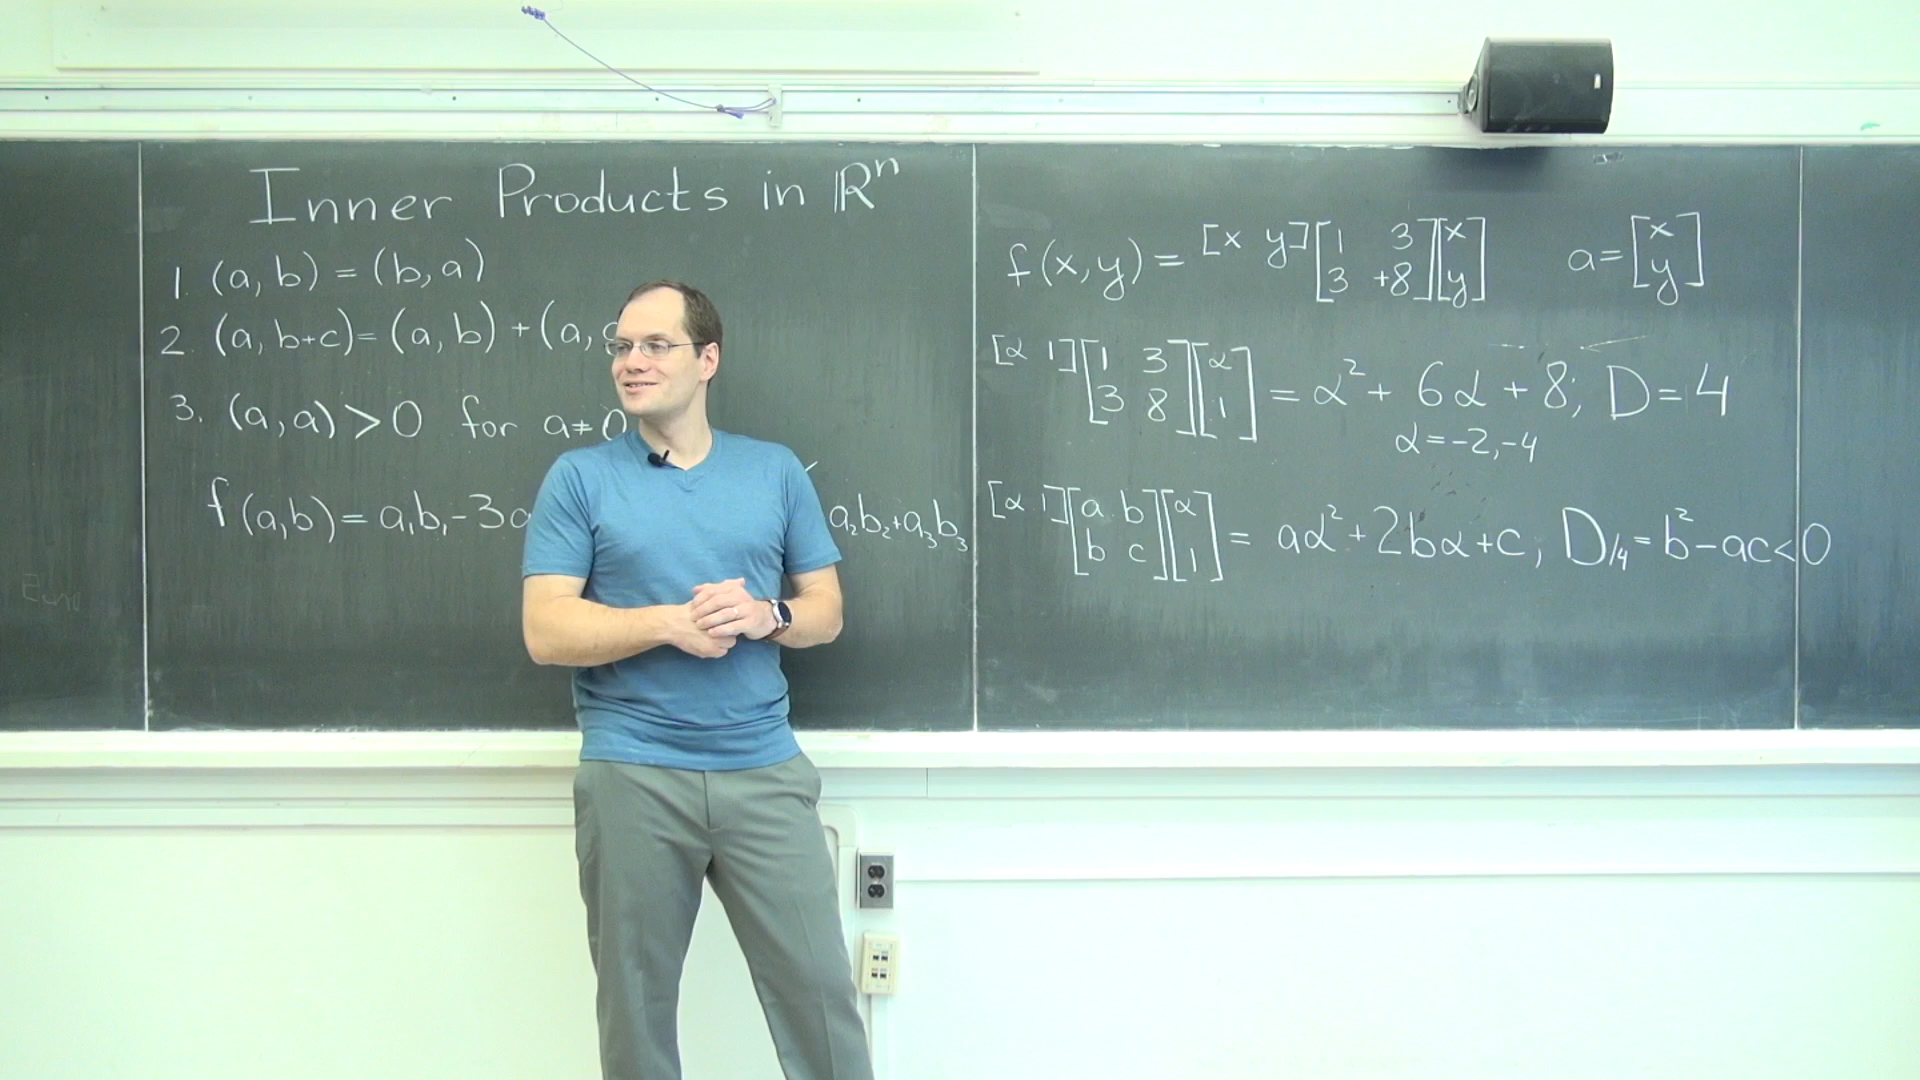 Inner Products in ℝⁿ
1. (a, b) = (b, a)
2. (a, b+c) = (a, b) + (a,
3. (a, a) > 0 for a ≠ 0
f(a,b) = a₁b₁ - 3a
a₂b₂ + a₃b₃
f(x, y) = [x y][1 3; 3 +8][x; y] a = [x; y]
[α 1][1 3; 3 8][α; 1] = α² + 6α + 8; D = 4
α = -2, -4
[α 1][a b; b c][α; 1] = aα² + 2bα + c, D/4 = b² - ac < 0